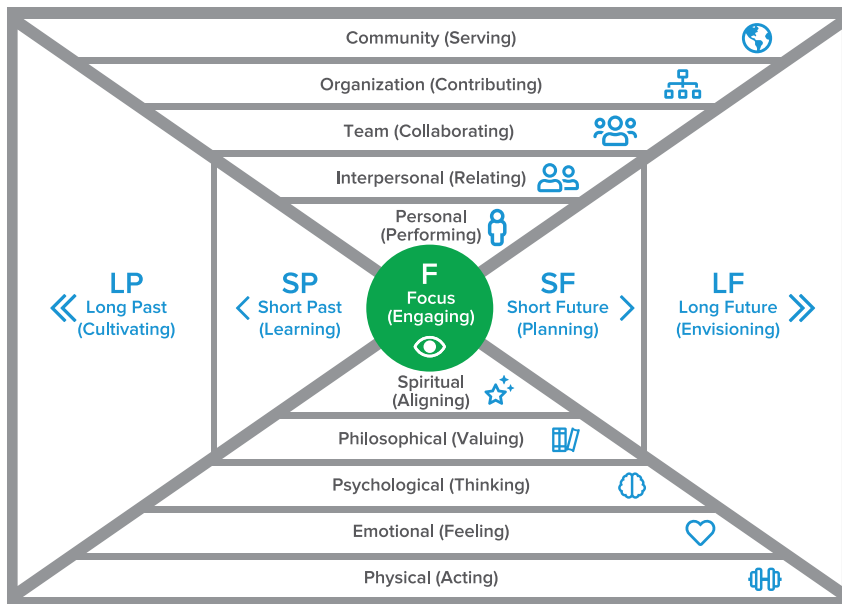 Community (Serving)
Organization (Contributing)
Team (Collaborating)
Interpersonal (Relating)
Personal
(Performing)
LP
Long Past
(Cultivating)
SP
Short Past
(Learning)
F
Focus
(Engaging)
SF
Short Future
(Planning)
LF
Long Future
(Envisioning)
Spiritual
(Aligning)
Philosophical (Valuing)
Psychological (Thinking)
Emotional (Feeling)
Physical (Acting)